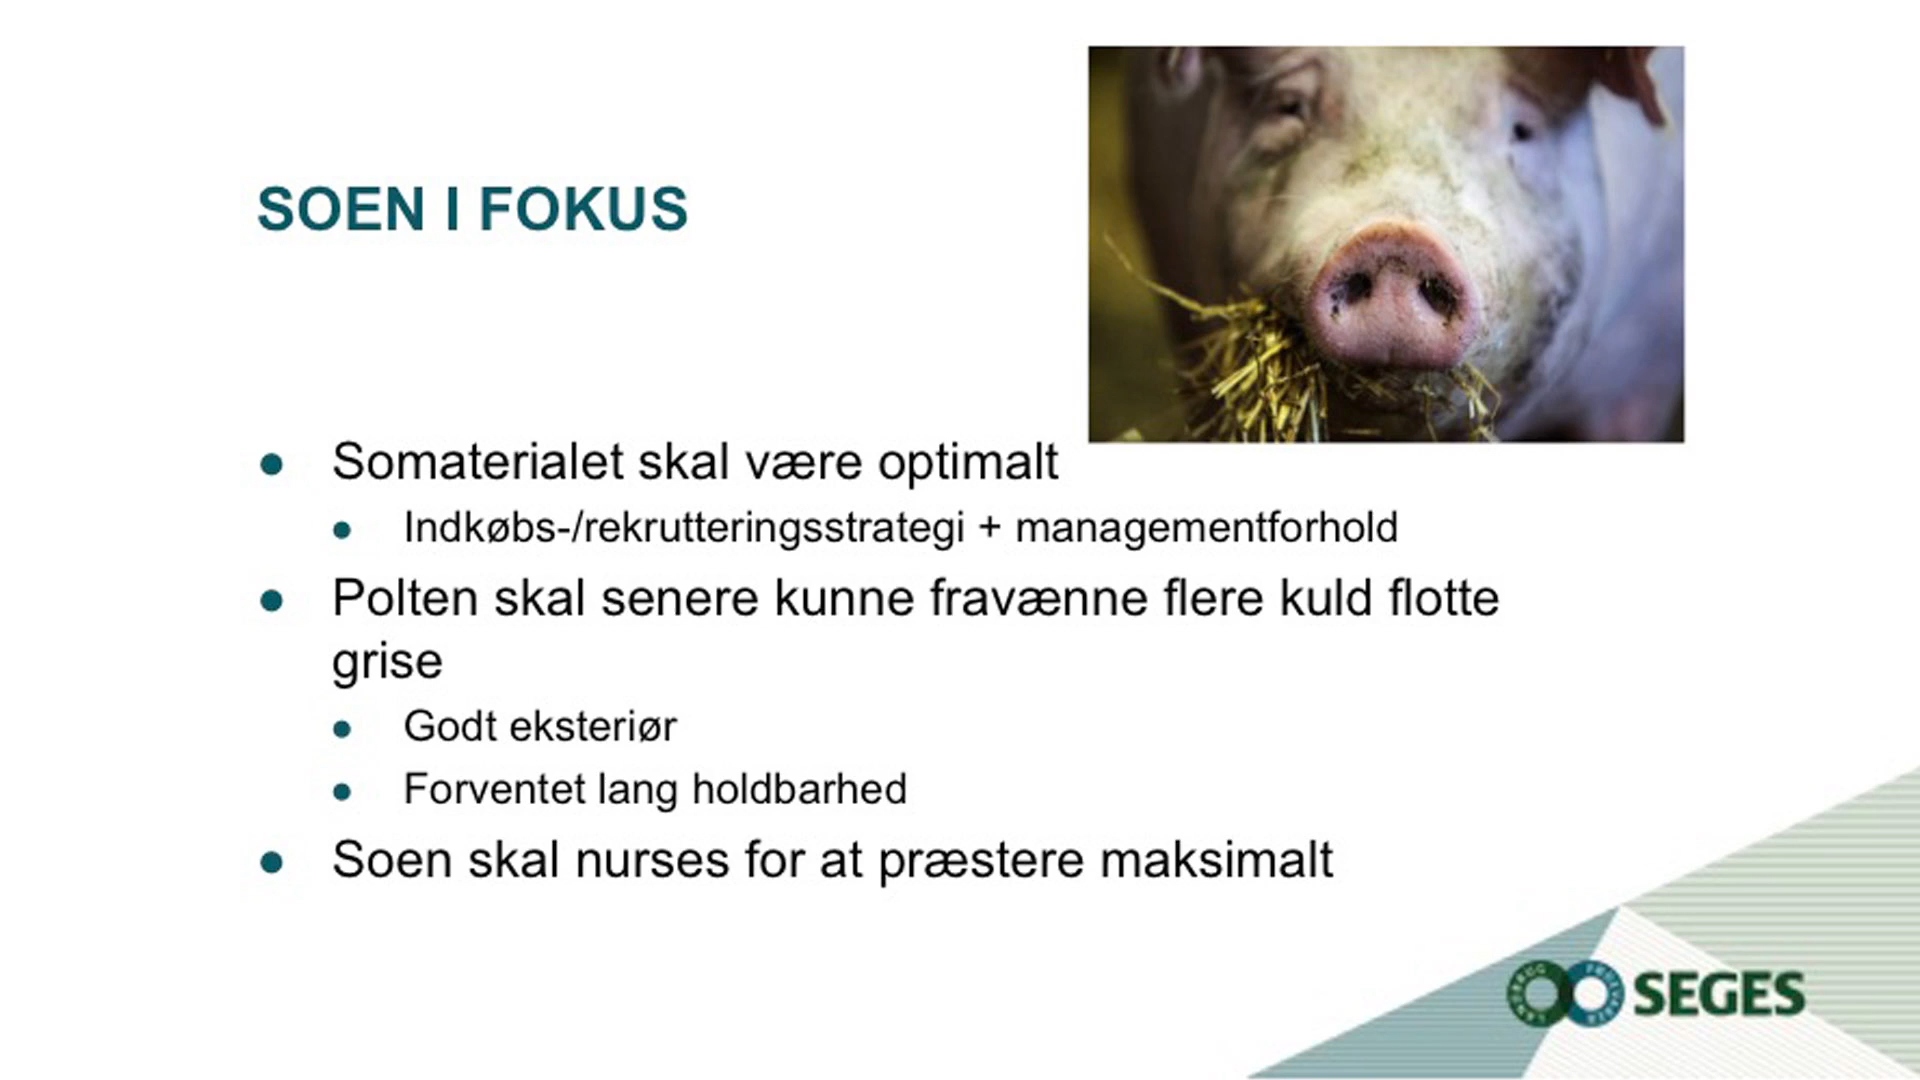 SOEN I FOKUS
● Somaterialet skal være optimalt
● Indkøbs-/rekrutteringsstrategi + managementforhold
● Polten skal senere kunne fravænne flere kuld flotte
grise
● Godt eksteriør
● Forventet lang holdbarhed
● Soen skal nurses for at præstere maksimalt
SEGES